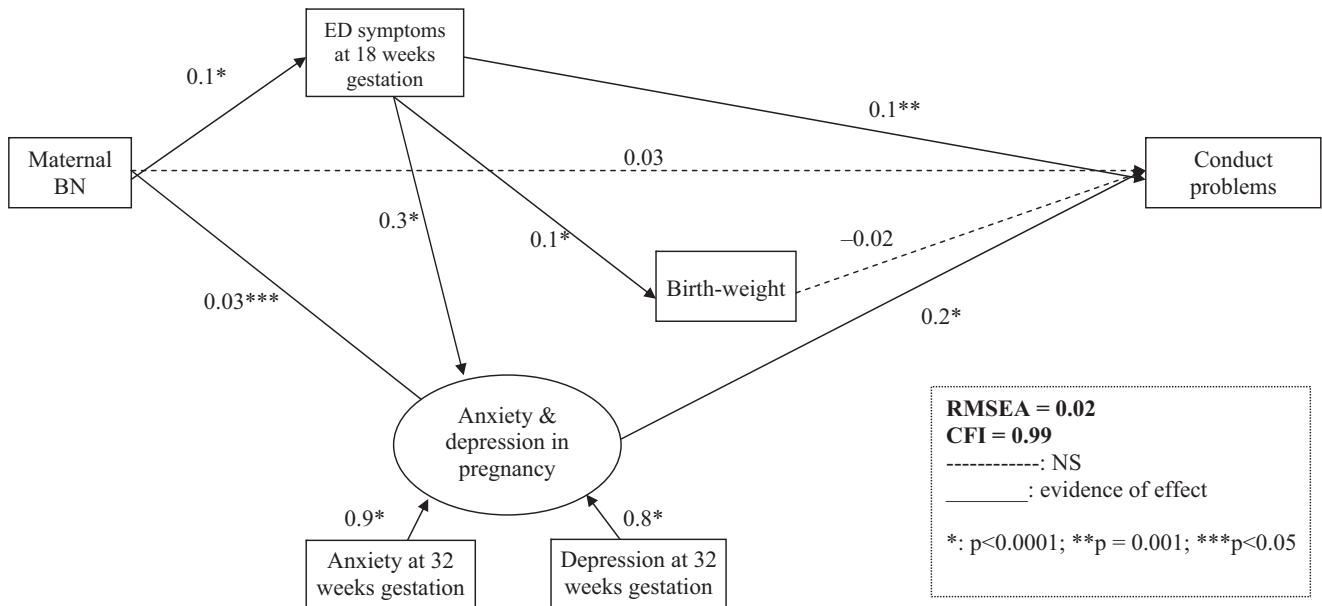 ED symptoms
at 18 weeks
gestation
0.1*
0.1**
Maternal
BN
0.03
Conduct
problems
0.3*
0.1*
–0.02
Birth-weight
0.03***
0.2*
Anxiety &
depression in
pregnancy
RMSEA = 0.02
CFI = 0.99
------------: NS
_______: evidence of effect
*: p<0.0001; **p = 0.001; ***p<0.05
0.9*
0.8*
Anxiety at 32
weeks gestation
Depression at 32
weeks gestation